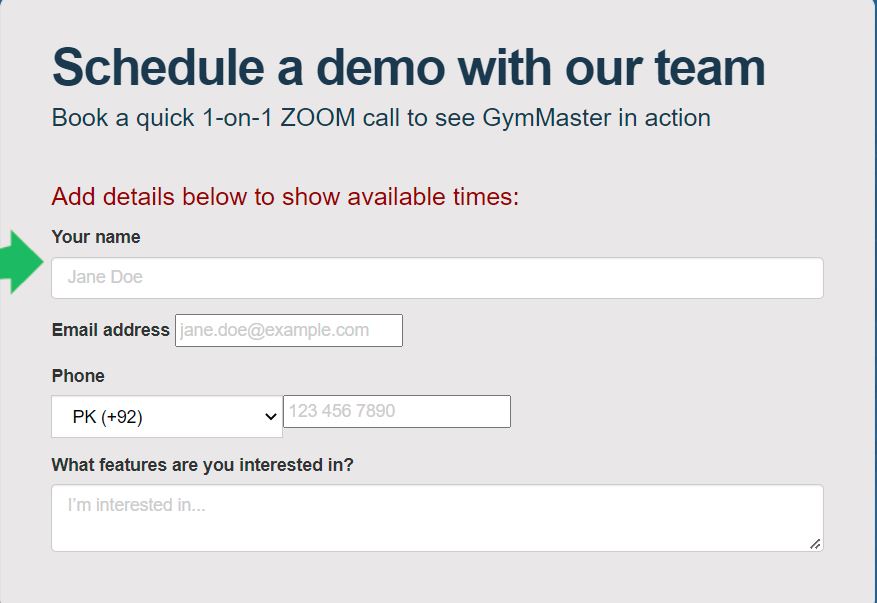 Schedule a demo with our team
Book a quick 1-on-1 ZOOM call to see GymMaster in action
Add details below to show available times:
Your name
Jane Doe
Email address jane.doe@example.com
Phone
PK (+92) 123 456 7890
What features are you interested in?
I'm interested in...